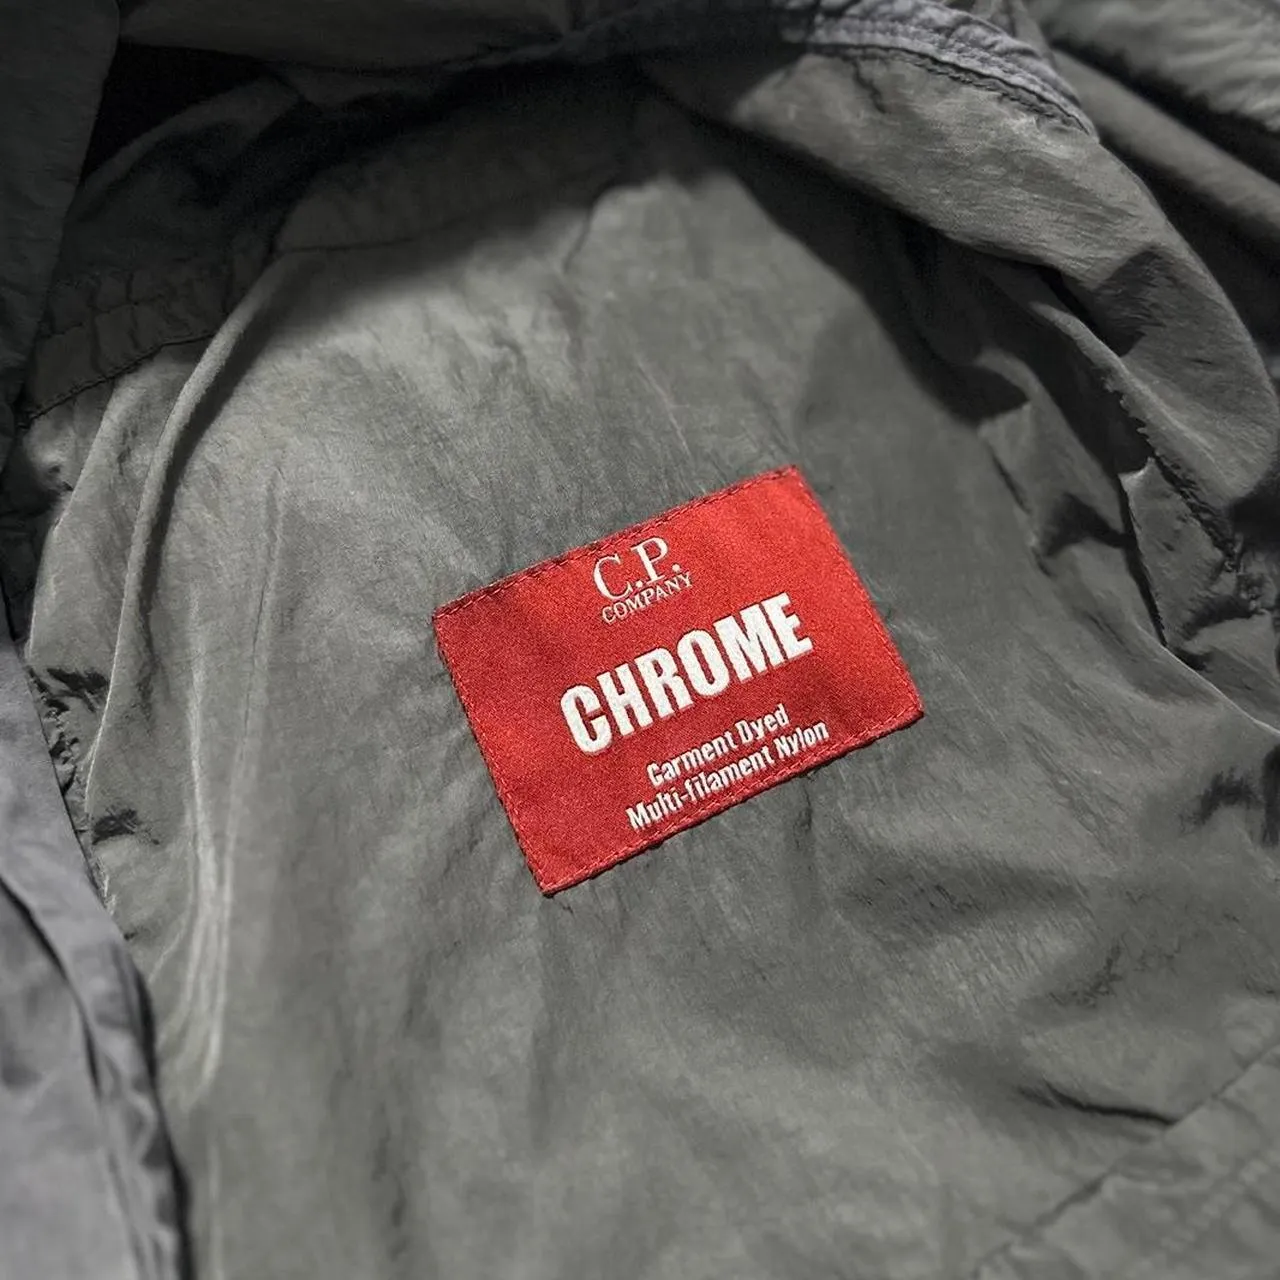 C.P.
COMPANY
CHROME
Garment Dyed
Multi-filament Nylon